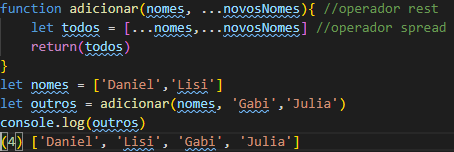 function adicionar(nomes, ...novosNomes){ //operador rest
    let todos = [...nomes,...novosNomes] //operador spread
    return(todos)
}
let nomes = ['Daniel','Lisi']
let outros = adicionar(nomes, 'Gabi','Julia')
console.log(outros)
(4) ['Daniel', 'Lisi', 'Gabi', 'Julia']